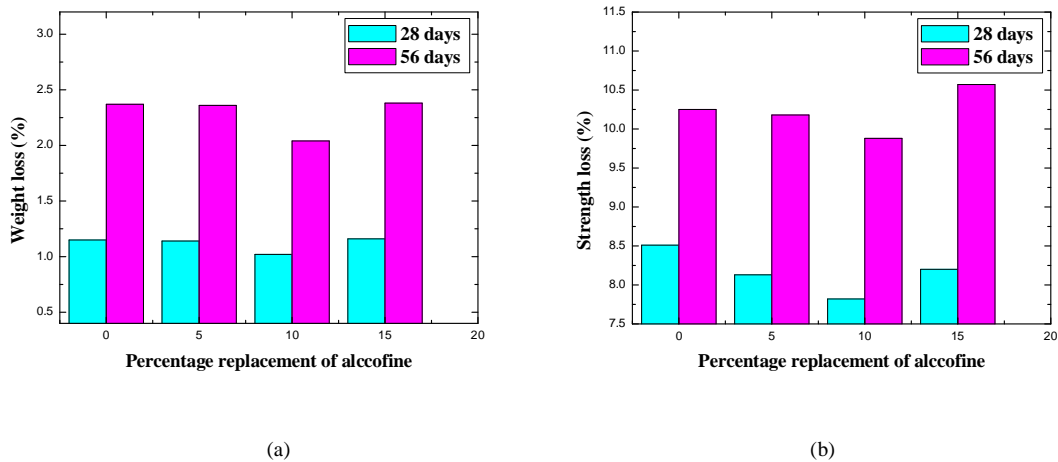 3.0
2.5
2.0
1.5
1.0
0.5
Weight loss (%)
28 days
56 days
0 5 10 15 20
Percentage replacement of alccofine
(a)
11.5
11.0
10.5
10.0
9.5
9.0
8.5
8.0
7.5
Strength loss (%)
28 days
56 days
0 5 10 15 20
Percentage replacement of alccofine
(b)